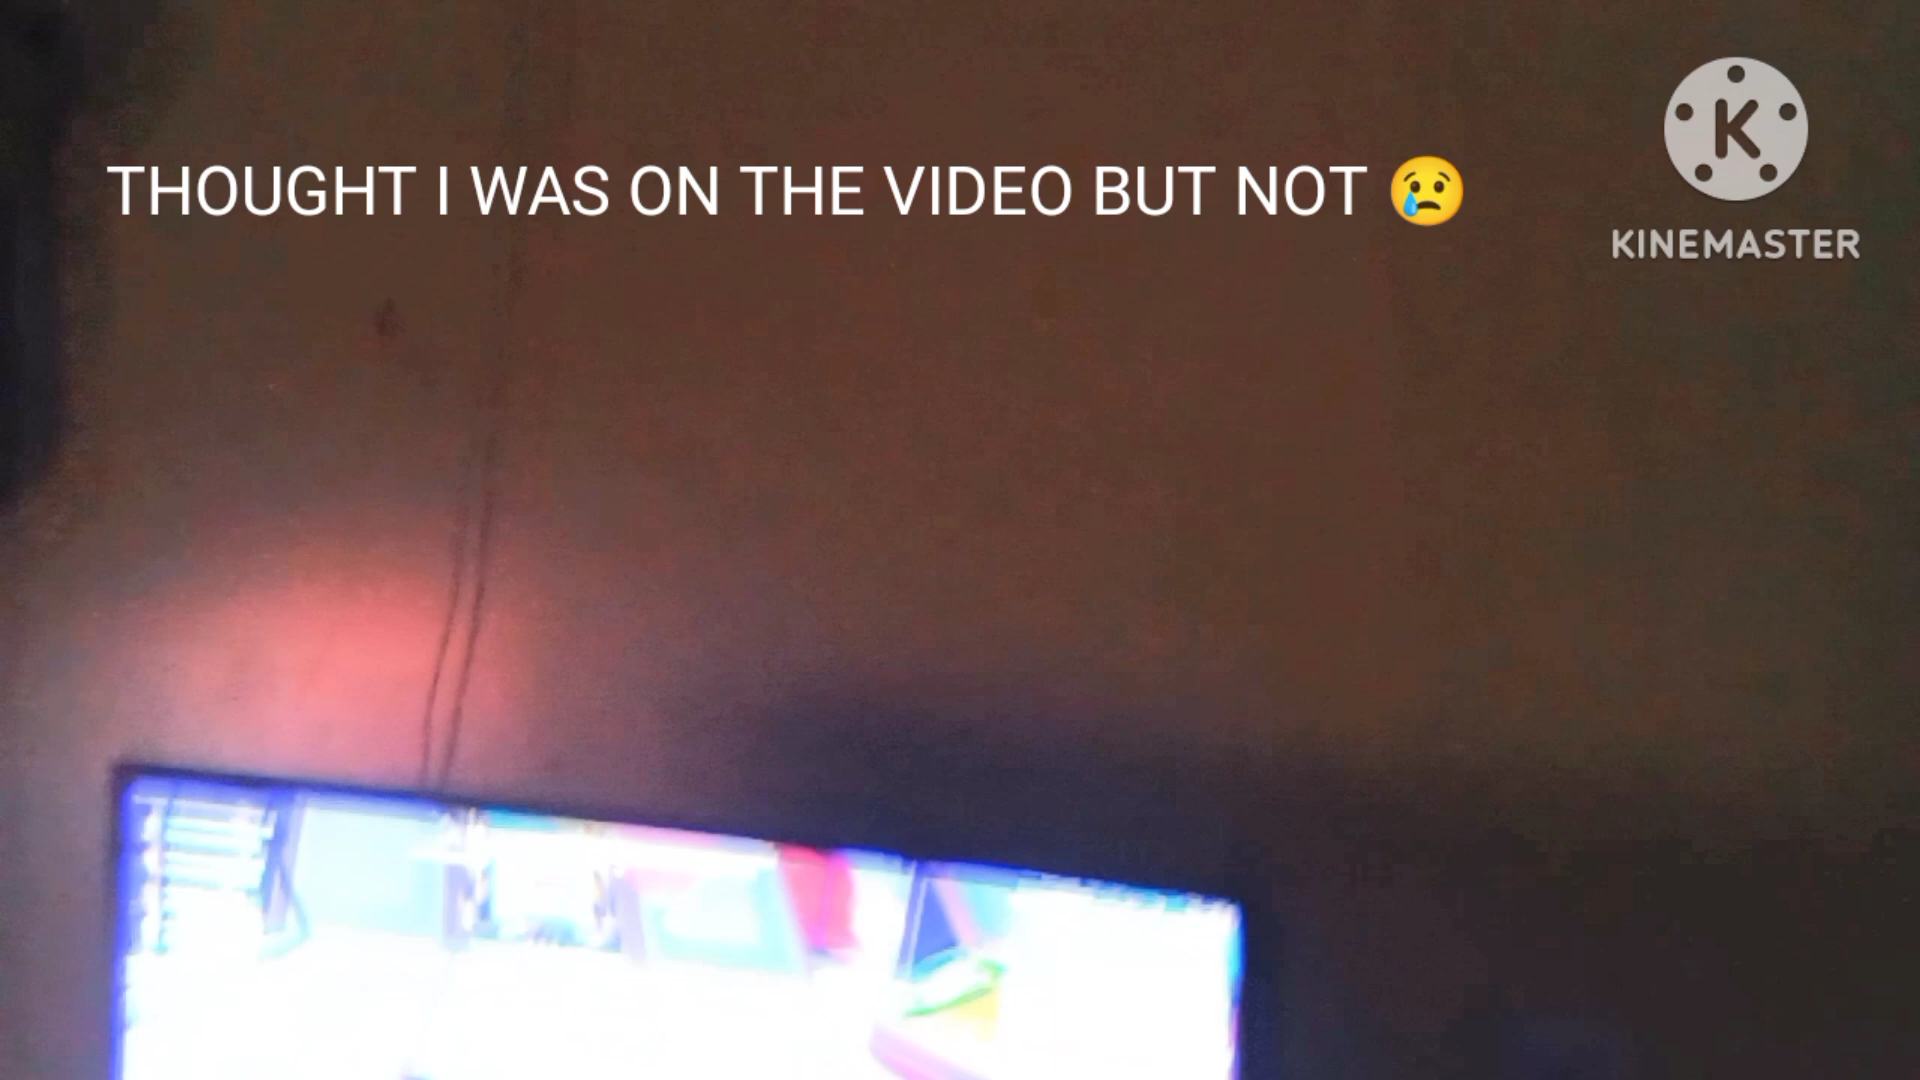 THOUGHT I WAS ON THE VIDEO BUT NOT 😢
K
KINEMASTER